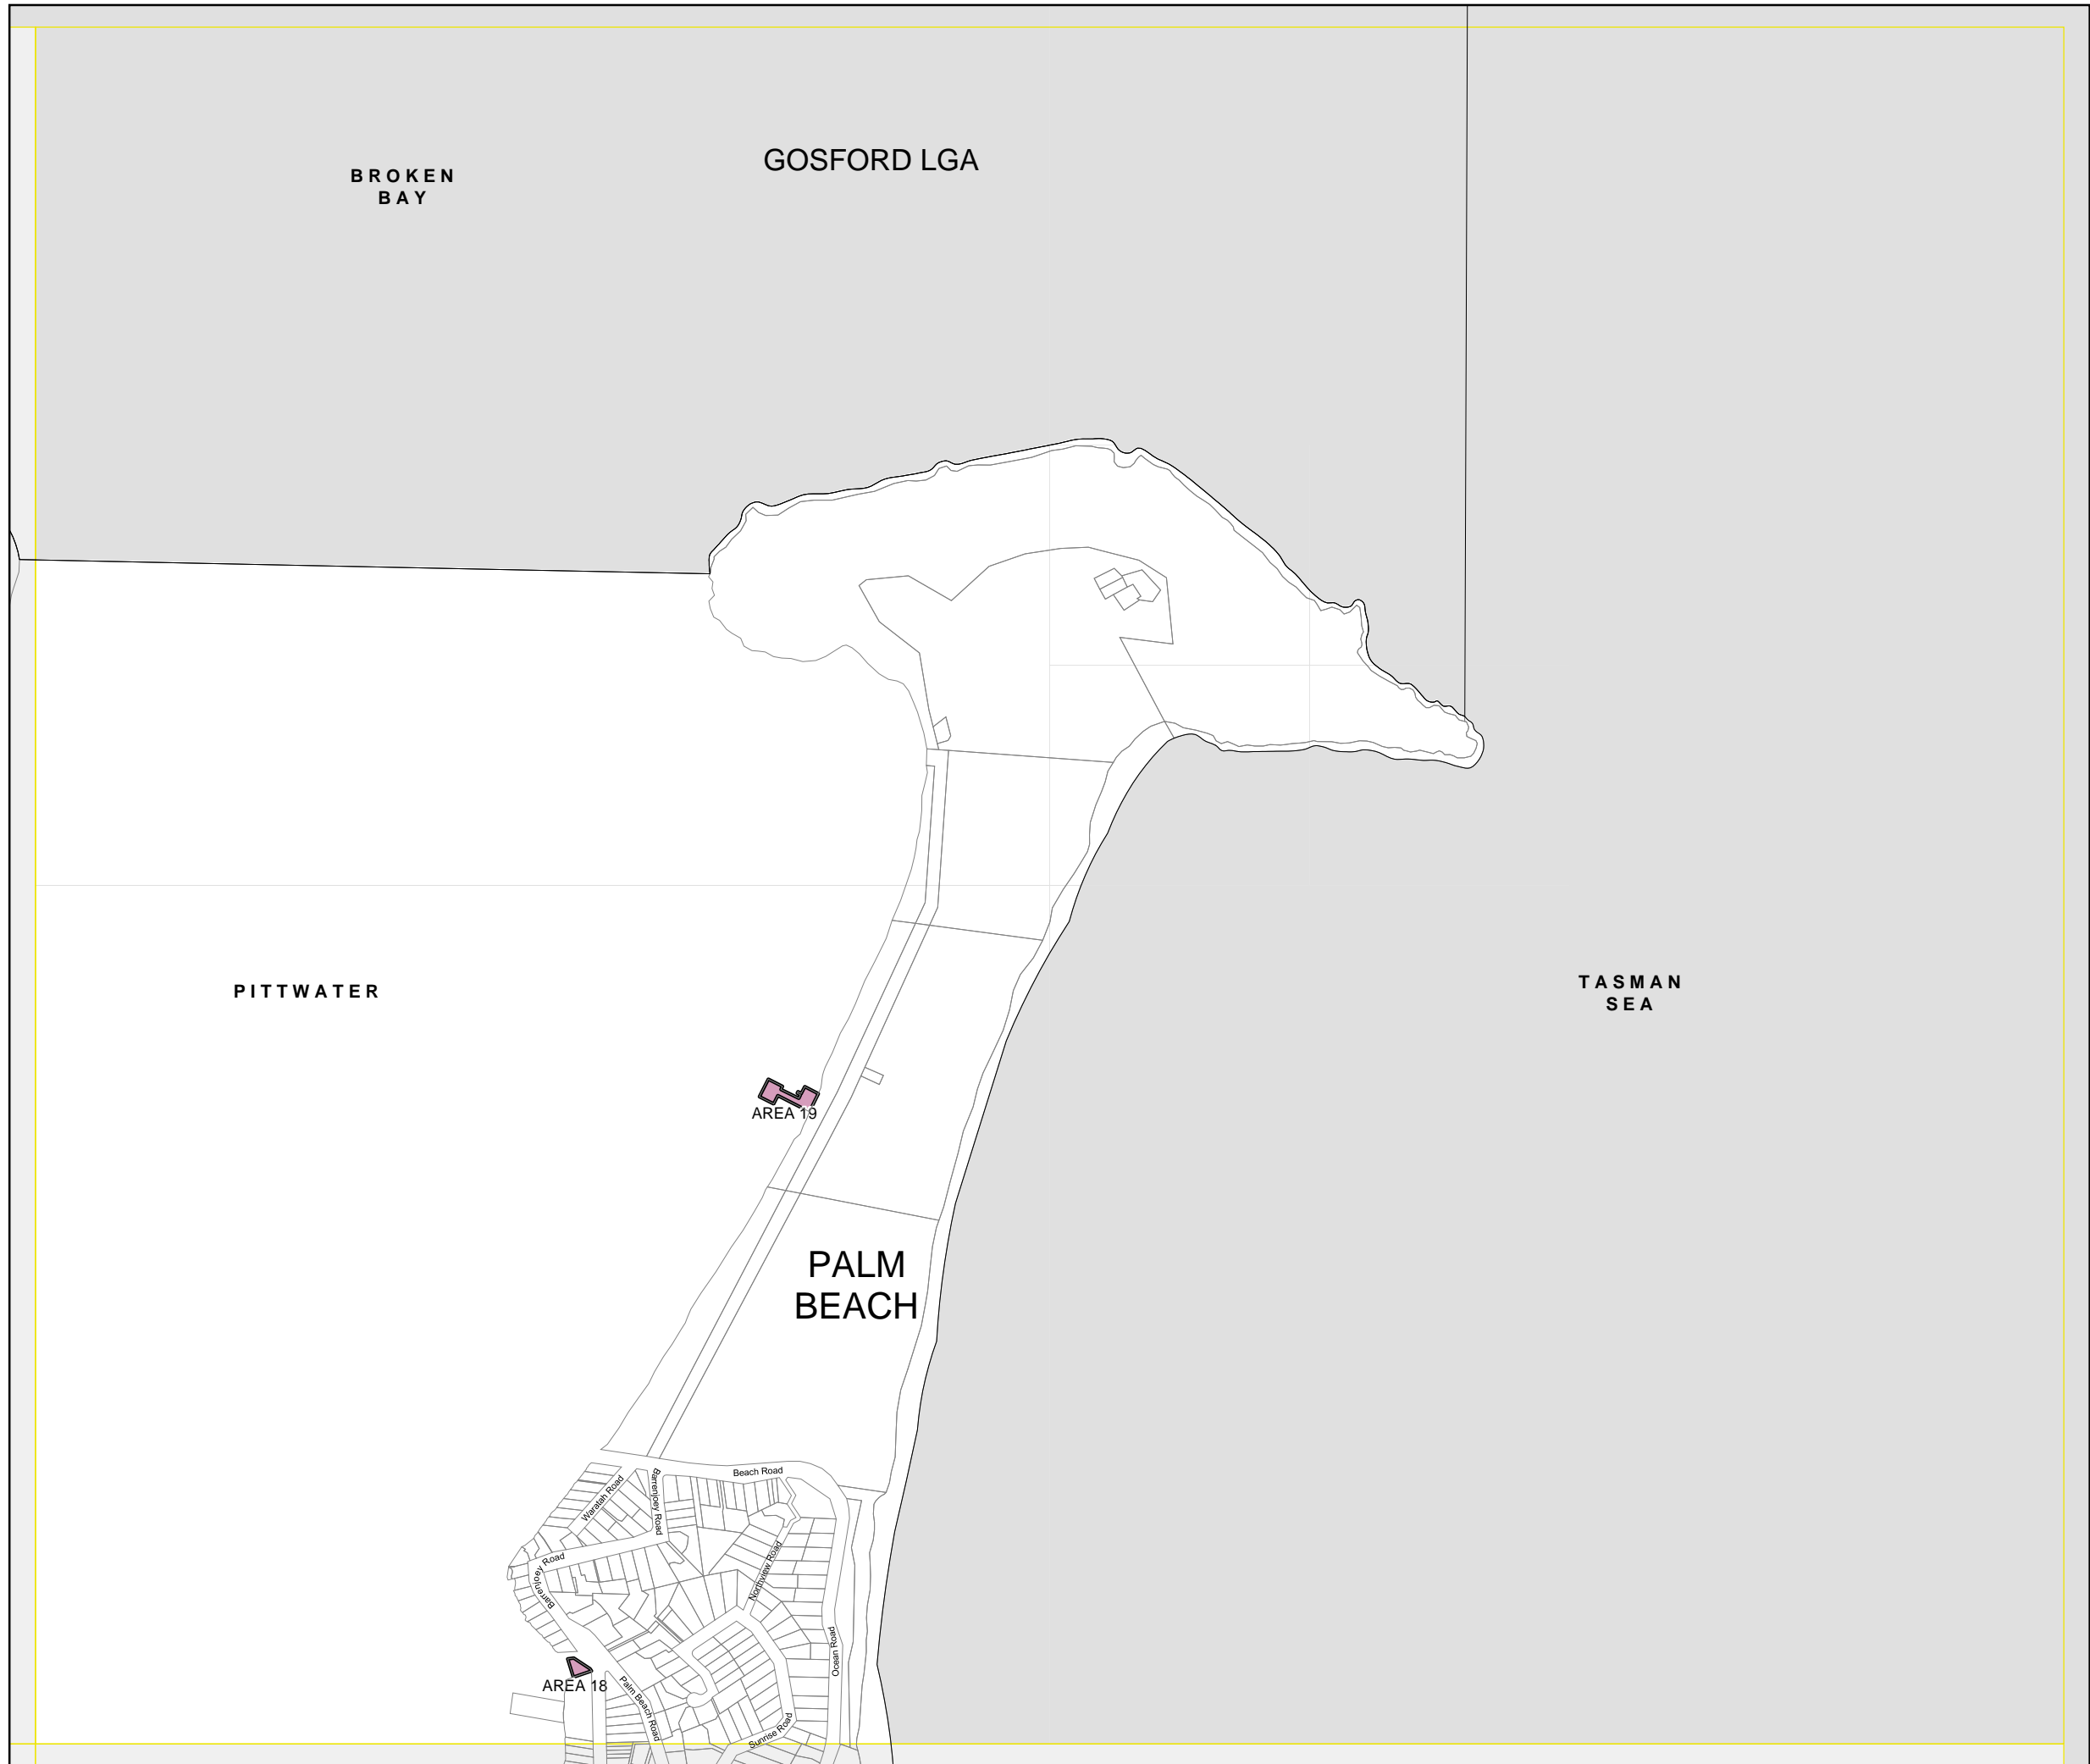 GOSFORD LGA
BROKEN
BAY
PITTWATER
TASMAN
SEA
AREA 19
PALM
BEACH
Beach Road
Waratah Road
Barrenjoey Road
Barrenjoey Road
Northview Road
Ocean Road
AREA 18
Palm Beach Road
Sunrise Road